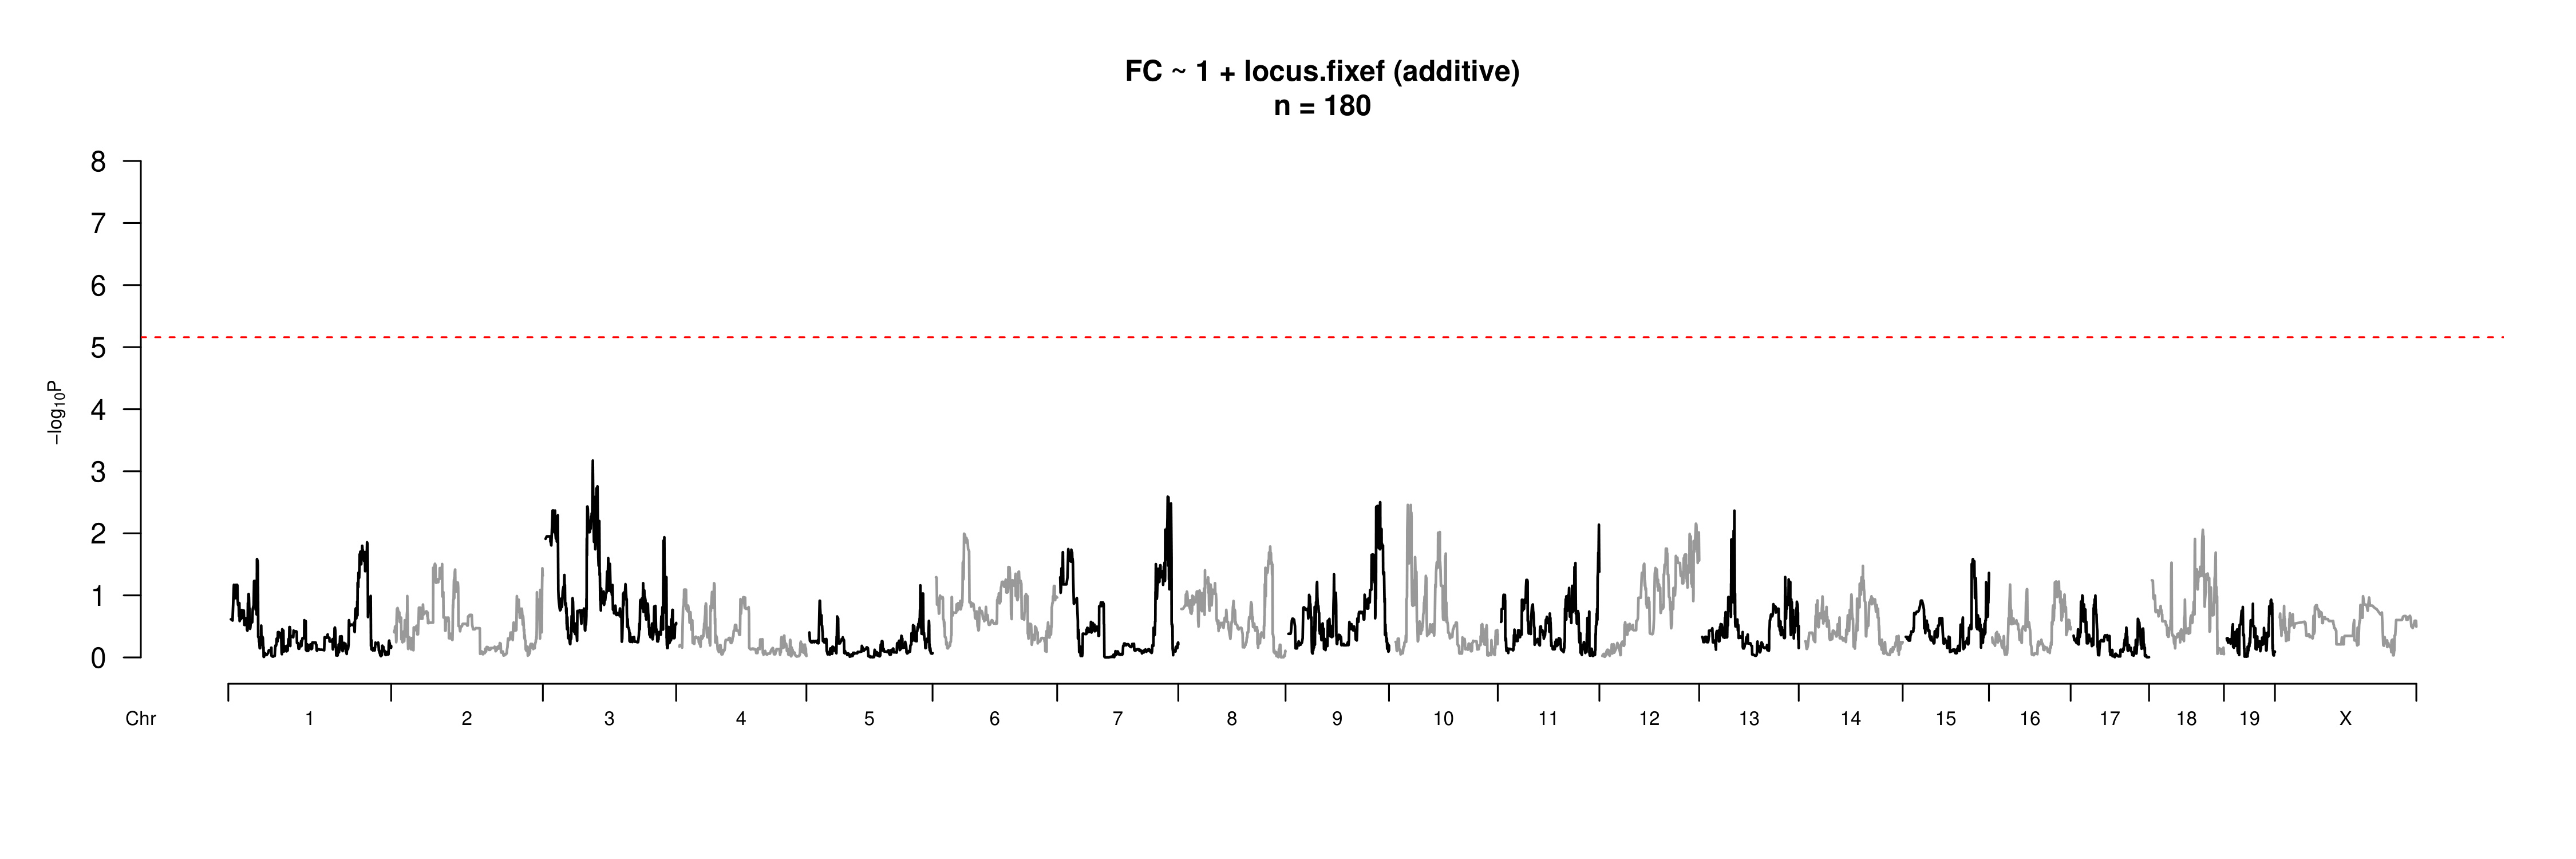 FC ~ 1 + locus.fixef (additive)
n = 180
8
7
6
5
4
3
2
1
0
−log10P
Chr 1 2 3 4 5 6 7 8 9 10 11 12 13 14 15 16 17 18 19 X